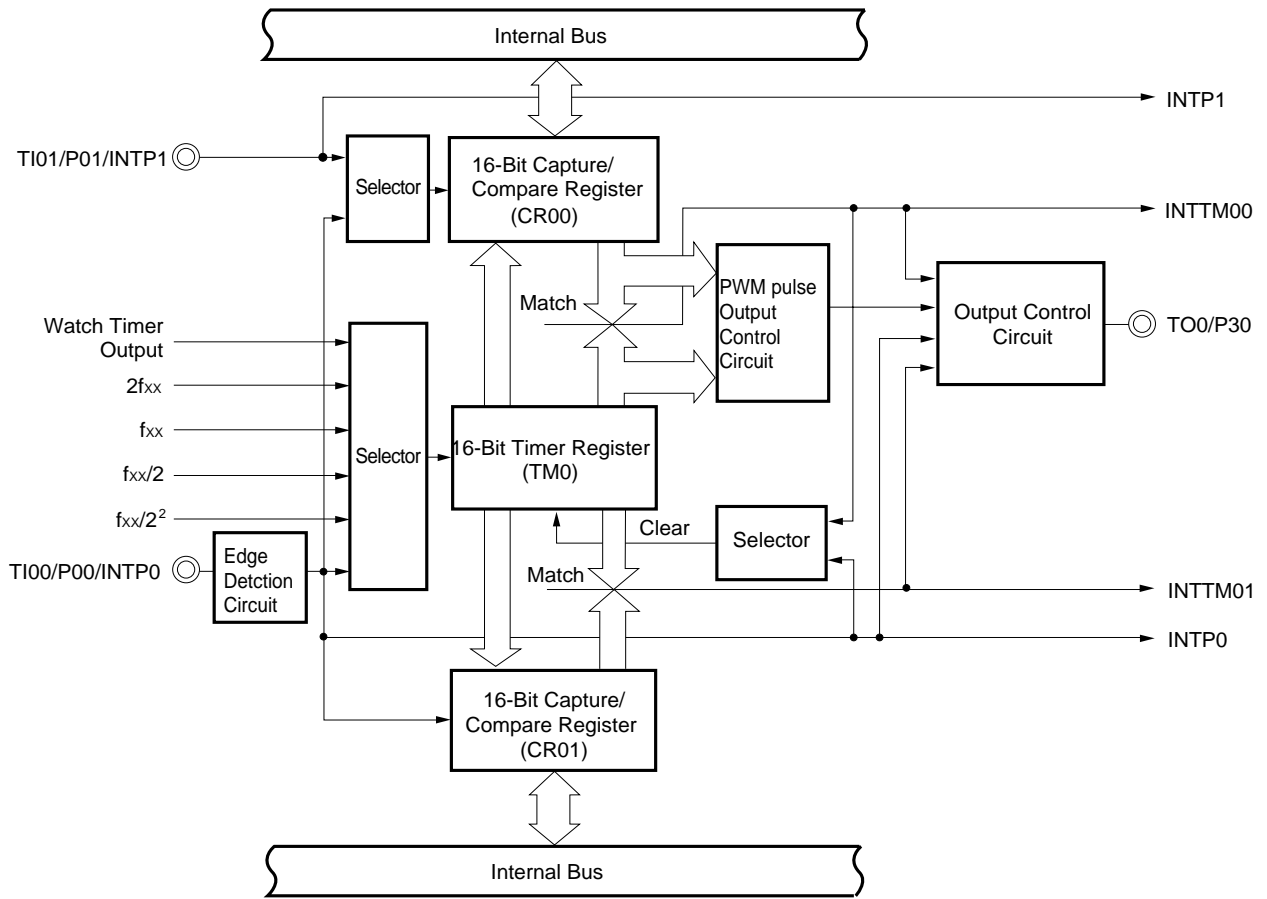 Internal Bus
INTP1
TI01/P01/INTP1
Selector
16-Bit Capture/
Compare Register
(CR00)
INTTM00
Match
PWM pulse
Output
Control
Circuit
Output Control
Circuit
TO0/P30
Watch Timer
Output
2fxx
fxx
fxx/2
fxx/2²
Selector
16-Bit Timer Register
(TM0)
Clear
Selector
TI00/P00/INTP0
Edge
Detction
Circuit
Match
INTTM01
INTP0
16-Bit Capture/
Compare Register
(CR01)
Internal Bus